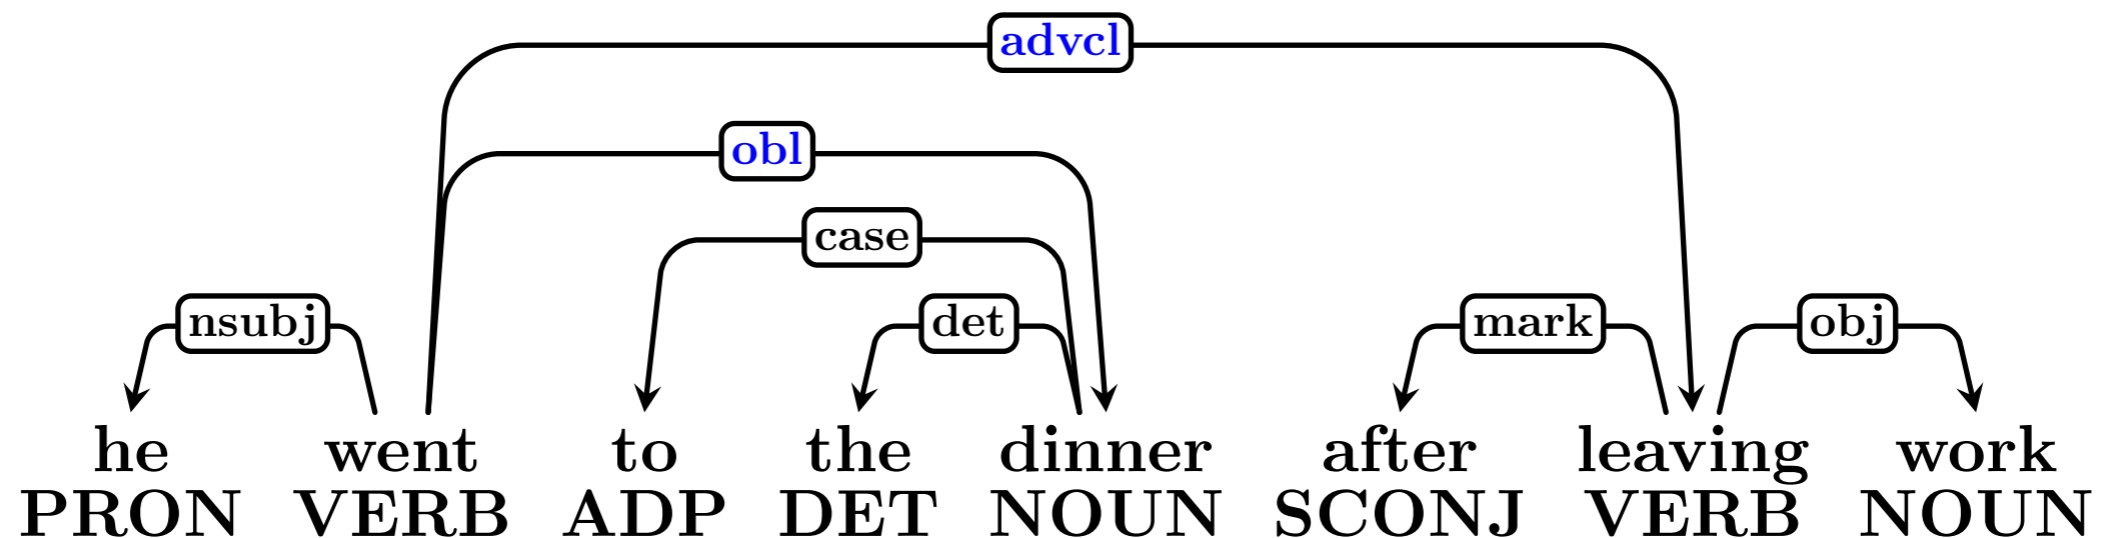 advcl
obl
case
nsubj det mark obj
he went to the dinner after leaving work
PRON VERB ADP DET NOUN SCONJ VERB NOUN